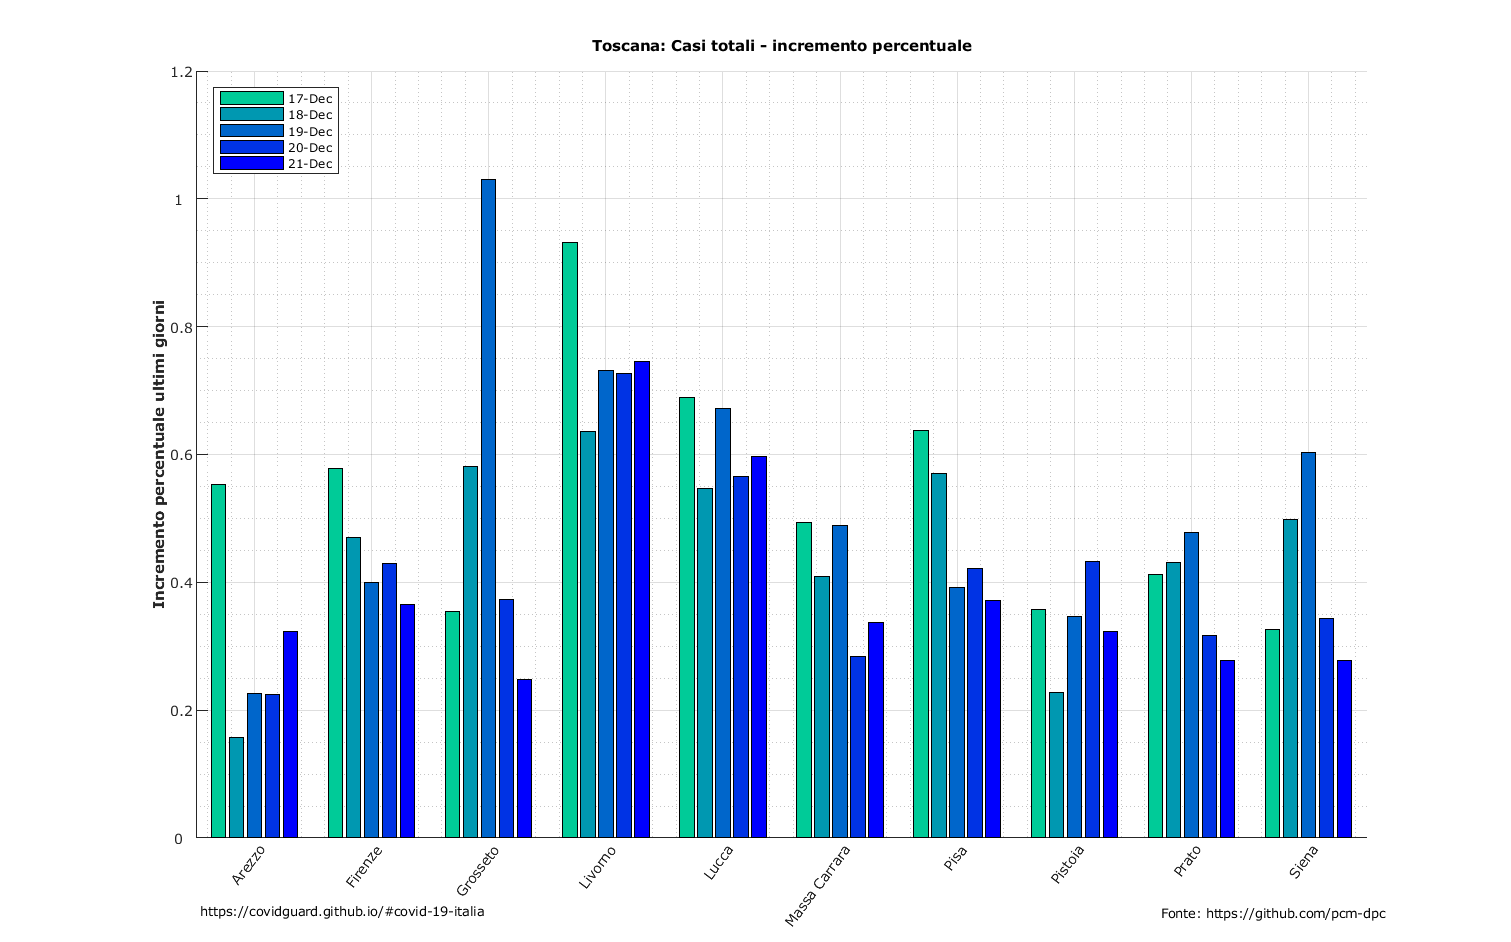 Toscana: Casi totali - incremento percentuale
1.2
1
0.8
0.6
0.4
0.2
0
Incremento percentuale ultimi giorni
17-Dec
18-Dec
19-Dec
20-Dec
21-Dec
Arezzo
Firenze
Grosseto
Livorno
Lucca
Massa Carrara
Pisa
Pistoia
Prato
Siena
https://covidguard.github.io/#covid-19-italia
Fonte: https://github.com/pcm-dpc